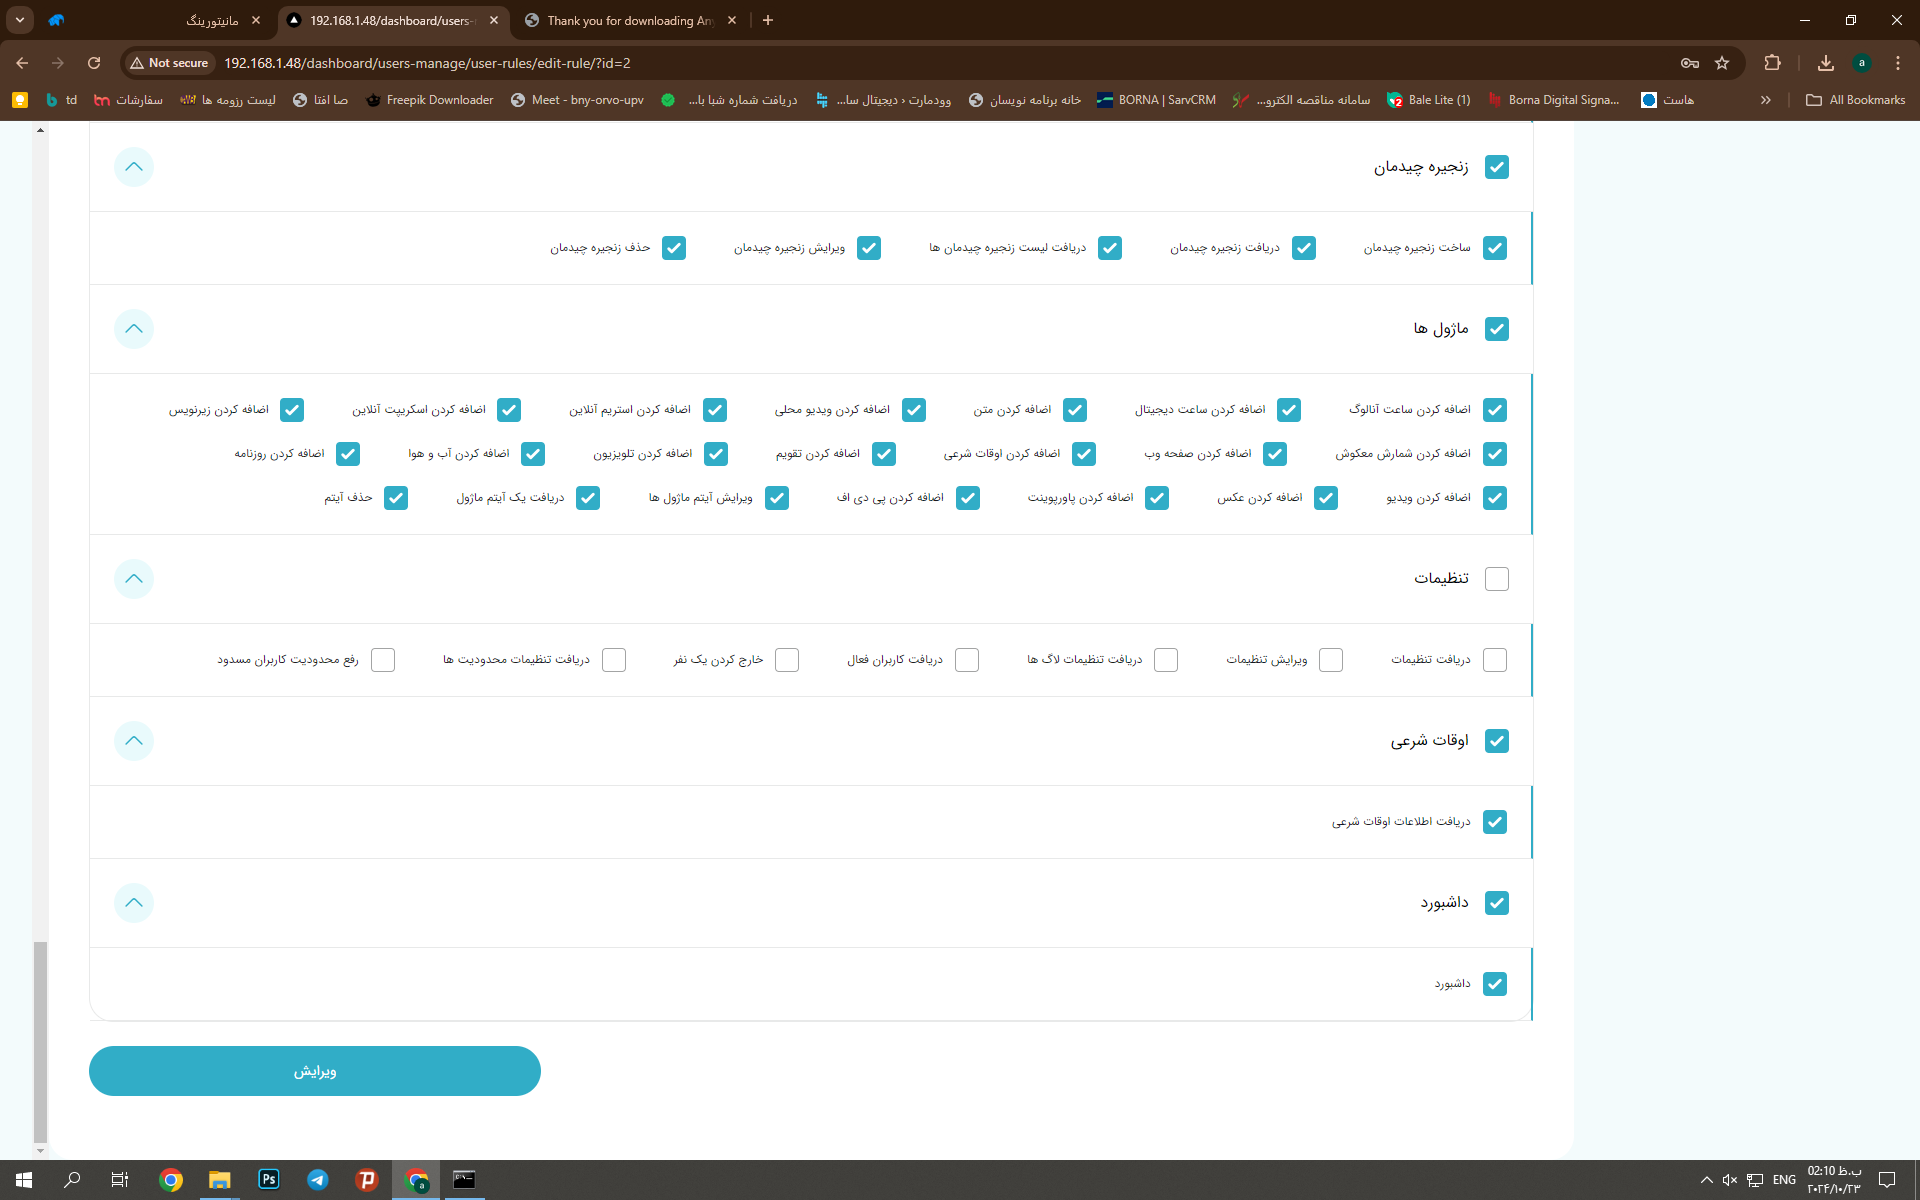 مانیتورینگ
192.168.1.48/dashboard/users-
Thank you for downloading An
Not secure
192.168.1.48/dashboard/users-manage/user-rules/edit-rule/?id=2
a
td
سفارشات
لیست رزومه ها
صا افتا
Freepik Downloader
Meet - bny-orvo-upv
دریافت شماره شبا با...
وودمارت ‹ دیجیتال سا...
خانه برنامه نویسان
BORNA | SarvCRM
سامانه مناقصه الکترو...
Bale Lite (1)
Borna Digital Signa...
هاست
All Bookmarks
زنجیره چیدمان
ساخت زنجیره چیدمان دریافت زنجیره چیدمان دریافت لیست زنجیره چیدمان ها ویرایش زنجیره چیدمان حذف زنجیره چیدمان
ماژول ها
اضافه کردن ساعت آنالوگ اضافه کردن ساعت دیجیتال اضافه کردن متن اضافه کردن ویدیو محلی اضافه کردن استریم آنلاین اضافه کردن اسکریپت آنلاین اضافه کردن زیرنویس
اضافه کردن شمارش معکوش اضافه کردن صفحه وب اضافه کردن اوقات شرعی اضافه کردن تقویم اضافه کردن تلویزیون اضافه کردن آب و هوا اضافه کردن روزنامه
اضافه کردن ویدیو اضافه کردن عکس اضافه کردن پاورپوینت اضافه کردن پی دی اف ویرایش آیتم ماژول ها دریافت یک آیتم ماژول حذف آیتم
تنظیمات
دریافت تنظیمات ویرایش تنظیمات دریافت تنظیمات لاگ ها دریافت کاربران فعال خارج کردن یک نفر دریافت تنظیمات محدودیت ها رفع محدودیت کاربران مسدود
اوقات شرعی
دریافت اطلاعات اوقات شرعی
داشبورد
داشبورد
ویرایش
Ps
ENG
02:10 ب.ظ
۲۰۲۴/۱۰/۲۳